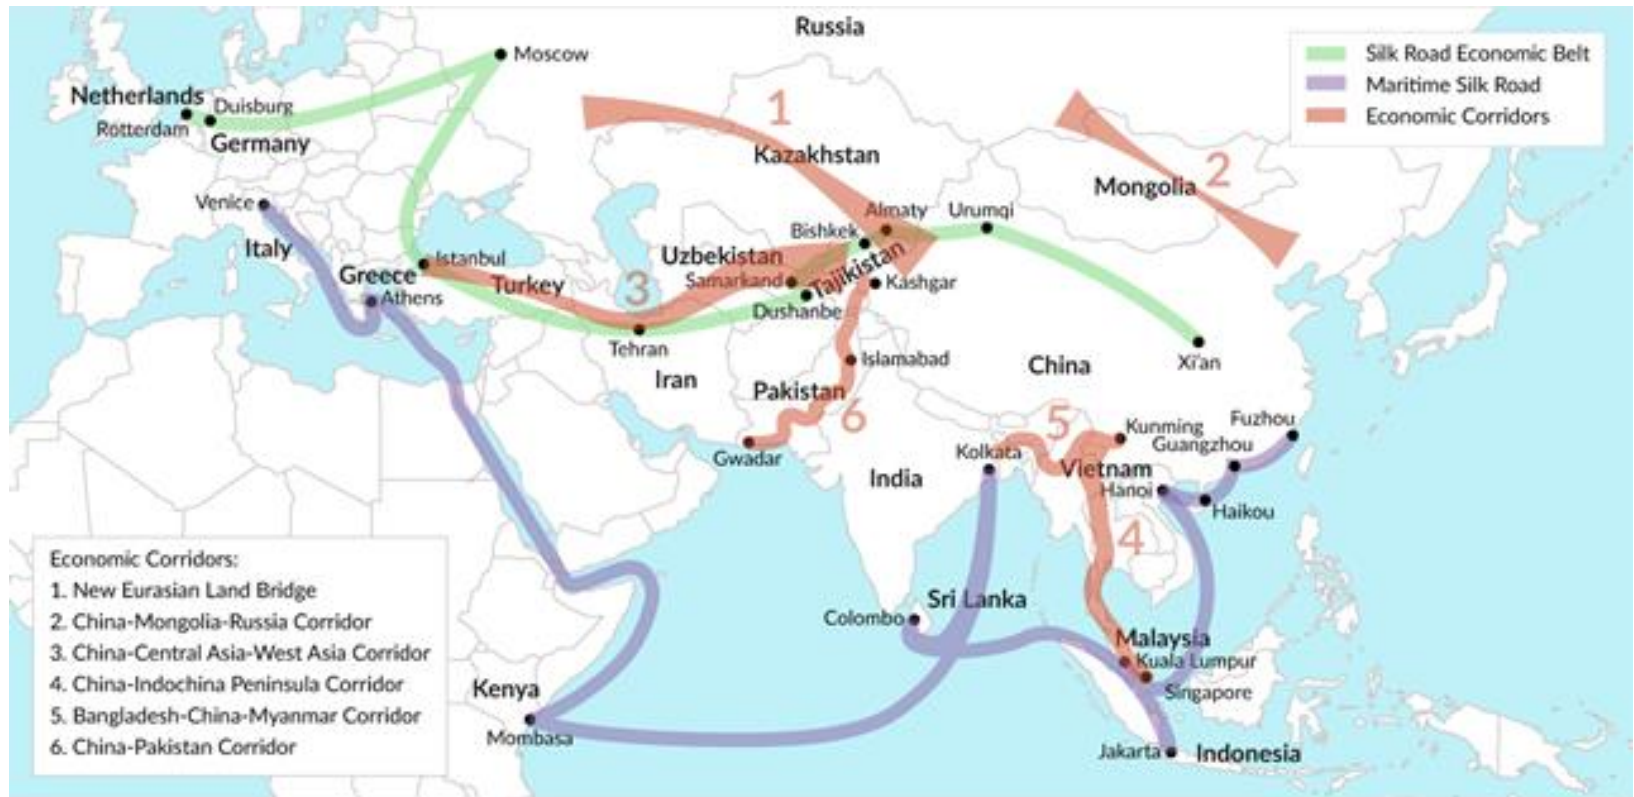 Russia
Silk Road Economic Belt
Maritime Silk Road
Economic Corridors
Moscow
Netherlands
Duisburg
Rotterdam
Germany
1
Kazakhstan
2
Mongolia
Venice
Italy
Almaty
Urumqi
Bishkek
Uzbekistan
Tajikistan
Samarkand
Dushanbe
Kashgar
Istanbul
Greece
Turkey
Athens
3
Tehran
Iran
Islamabad
Pakistan
6
Gwadar
China
Xi'an
5
Kunming
Fuzhou
Guangzhou
Kolkata
India
Vietnam
Hanoi
Haikou
4
Economic Corridors:
1. New Eurasian Land Bridge
2. China-Mongolia-Russia Corridor
3. China-Central Asia-West Asia Corridor
4. China-Indochina Peninsula Corridor
5. Bangladesh-China-Myanmar Corridor
6. China-Pakistan Corridor
Sri Lanka
Colombo
Malaysia
Kuala Lumpur
Singapore
Kenya
Mombasa
Jakarta
Indonesia